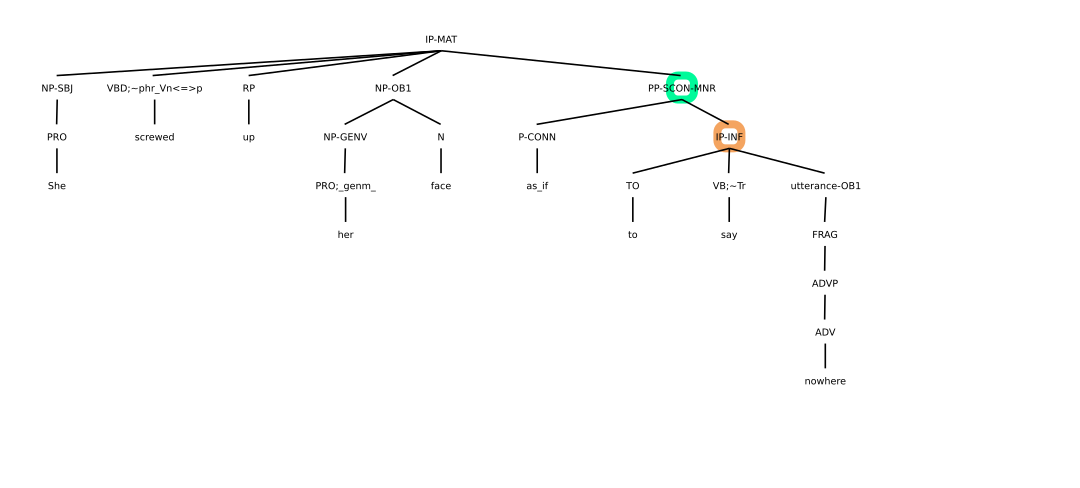 IP-MAT
NP-SBJ VBD;~phr_Vn<=>p RP NP-OB1 PP-SCON-MNR
PRO screwed up NP-GENV N P-CONN IP-INF
She PRO;_genm_ face as_if TO VB;~Tr utterance-OB1
her to say FRAG
ADVP
ADV
nowhere